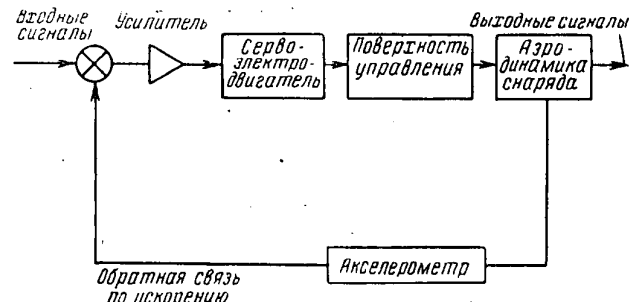 Входные
сигналы
Усилитель
Серво-
электро-
двигатель
Поверхность
управления
Выходные сигналы
Аэро-
динамика
снаряда
Акселерометр
Обратная связь
по ускорению